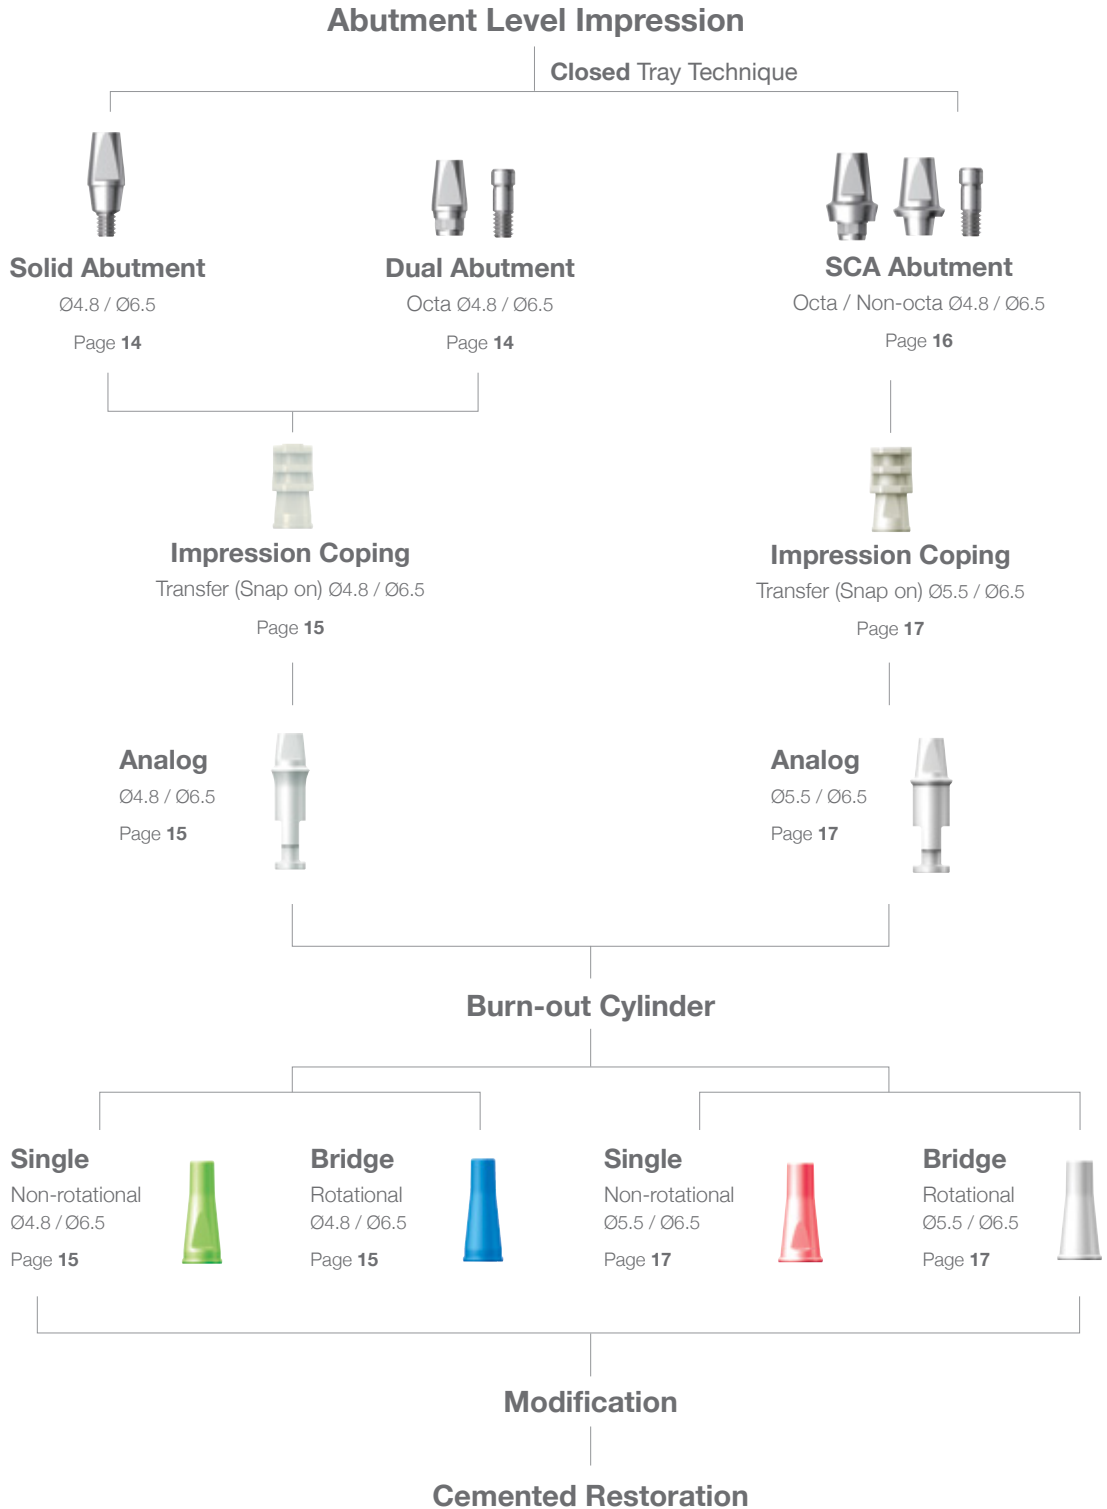 Abutment Level Impression
Closed Tray Technique
Solid Abutment
Ø4.8 / Ø6.5
Page 14
Dual Abutment
Octa Ø4.8 / Ø6.5
Page 14
SCA Abutment
Octa / Non-octa Ø4.8 / Ø6.5
Page 16
Impression Coping
Transfer (Snap on) Ø4.8 / Ø6.5
Page 15
Impression Coping
Transfer (Snap on) Ø5.5 / Ø6.5
Page 17
Analog
Ø4.8 / Ø6.5
Page 15
Analog
Ø5.5 / Ø6.5
Page 17
Burn-out Cylinder
Single
Non-rotational
Ø4.8 / Ø6.5
Page 15
Bridge
Rotational
Ø4.8 / Ø6.5
Page 15
Single
Non-rotational
Ø5.5 / Ø6.5
Page 17
Bridge
Rotational
Ø5.5 / Ø6.5
Page 17
Modification
Cemented Restoration